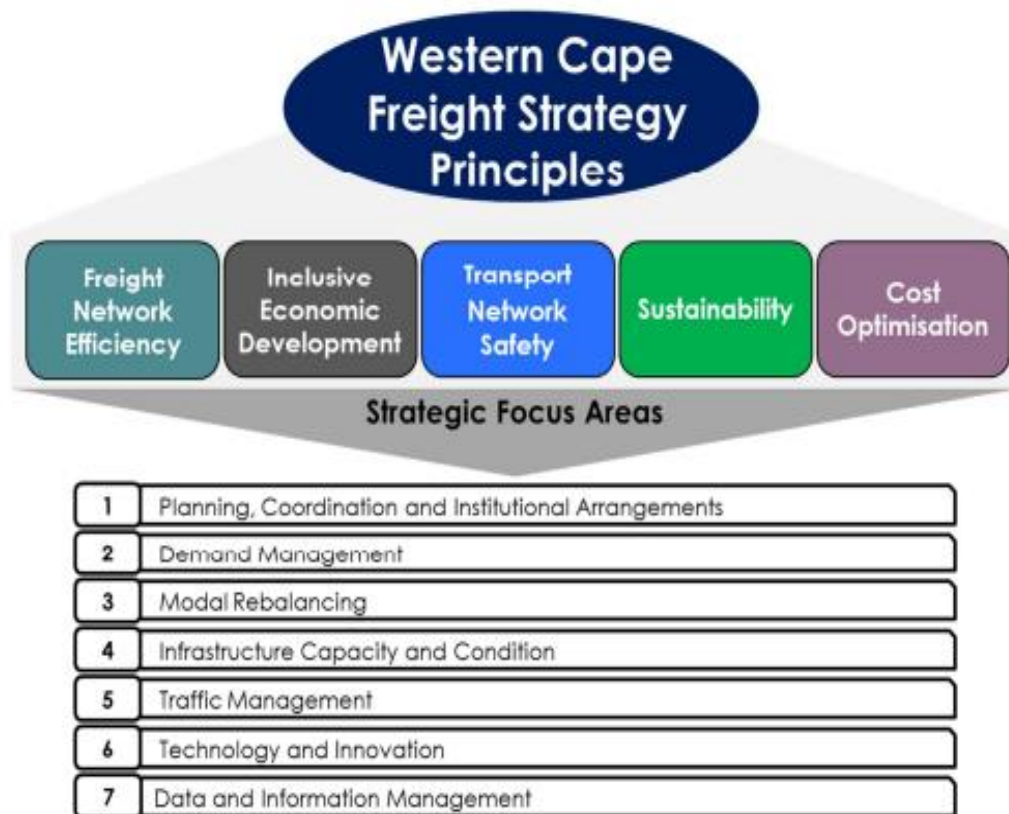 Western Cape
Freight Strategy
Principles
Freight
Network
Efficiency
Inclusive
Economic
Development
Transport
Network
Safety
Sustainability
Cost
Optimisation
Strategic Focus Areas
1 Planning, Coordination and Institutional Arrangements
2 Demand Management
3 Modal Rebalancing
4 Infrastructure Capacity and Condition
5 Traffic Management
6 Technology and Innovation
7 Data and Information Management